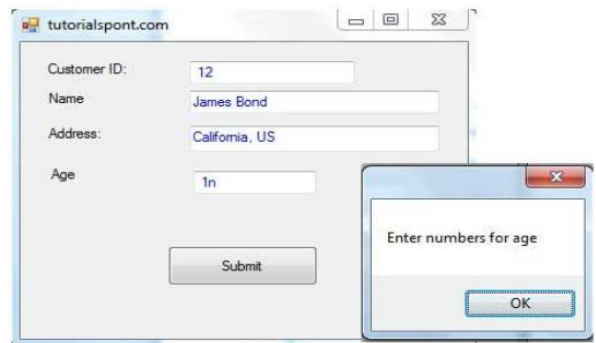 tutorialspont.com
Customer ID: 12
Name James Bond
Address: California, US
Age 1n
Enter numbers for age
Submit
OK